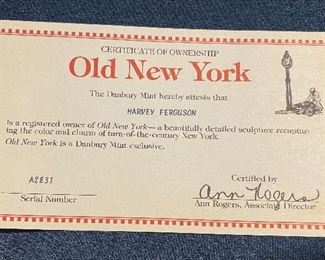 CERTIFICATE OF OWNERSHIP
Old New York
The Danbury Mint hereby attests that
HARVEY FERGUSON
is a registered owner of Old New York—a beautifully detailed sculpture recaptur-
ing the color and charm of turn-of-the-century New York.
Old New York is a Danbury Mint exclusive.
A2831
Serial Number
Certified by
Ann Rogers
Ann Rogers, Associate Director